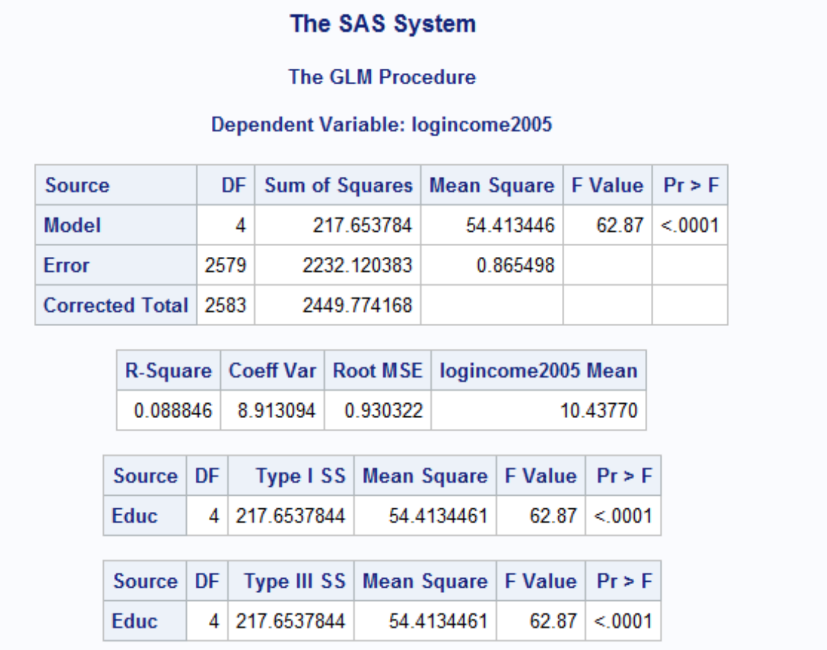 The SAS System
The GLM Procedure
Dependent Variable: logincome2005
Source DF Sum of Squares Mean Square F Value Pr > F
Model 4 217.653784 54.413446 62.87 <.0001
Error 2579 2232.120383 0.865498
Corrected Total 2583 2449.774168
R-Square Coeff Var Root MSE logincome2005 Mean
0.088846 8.913094 0.930322 10.43770
Source DF Type I SS Mean Square F Value Pr > F
Educ 4 217.6537844 54.4134461 62.87 <.0001
Source DF Type III SS Mean Square F Value Pr > F
Educ 4 217.6537844 54.4134461 62.87 <.0001